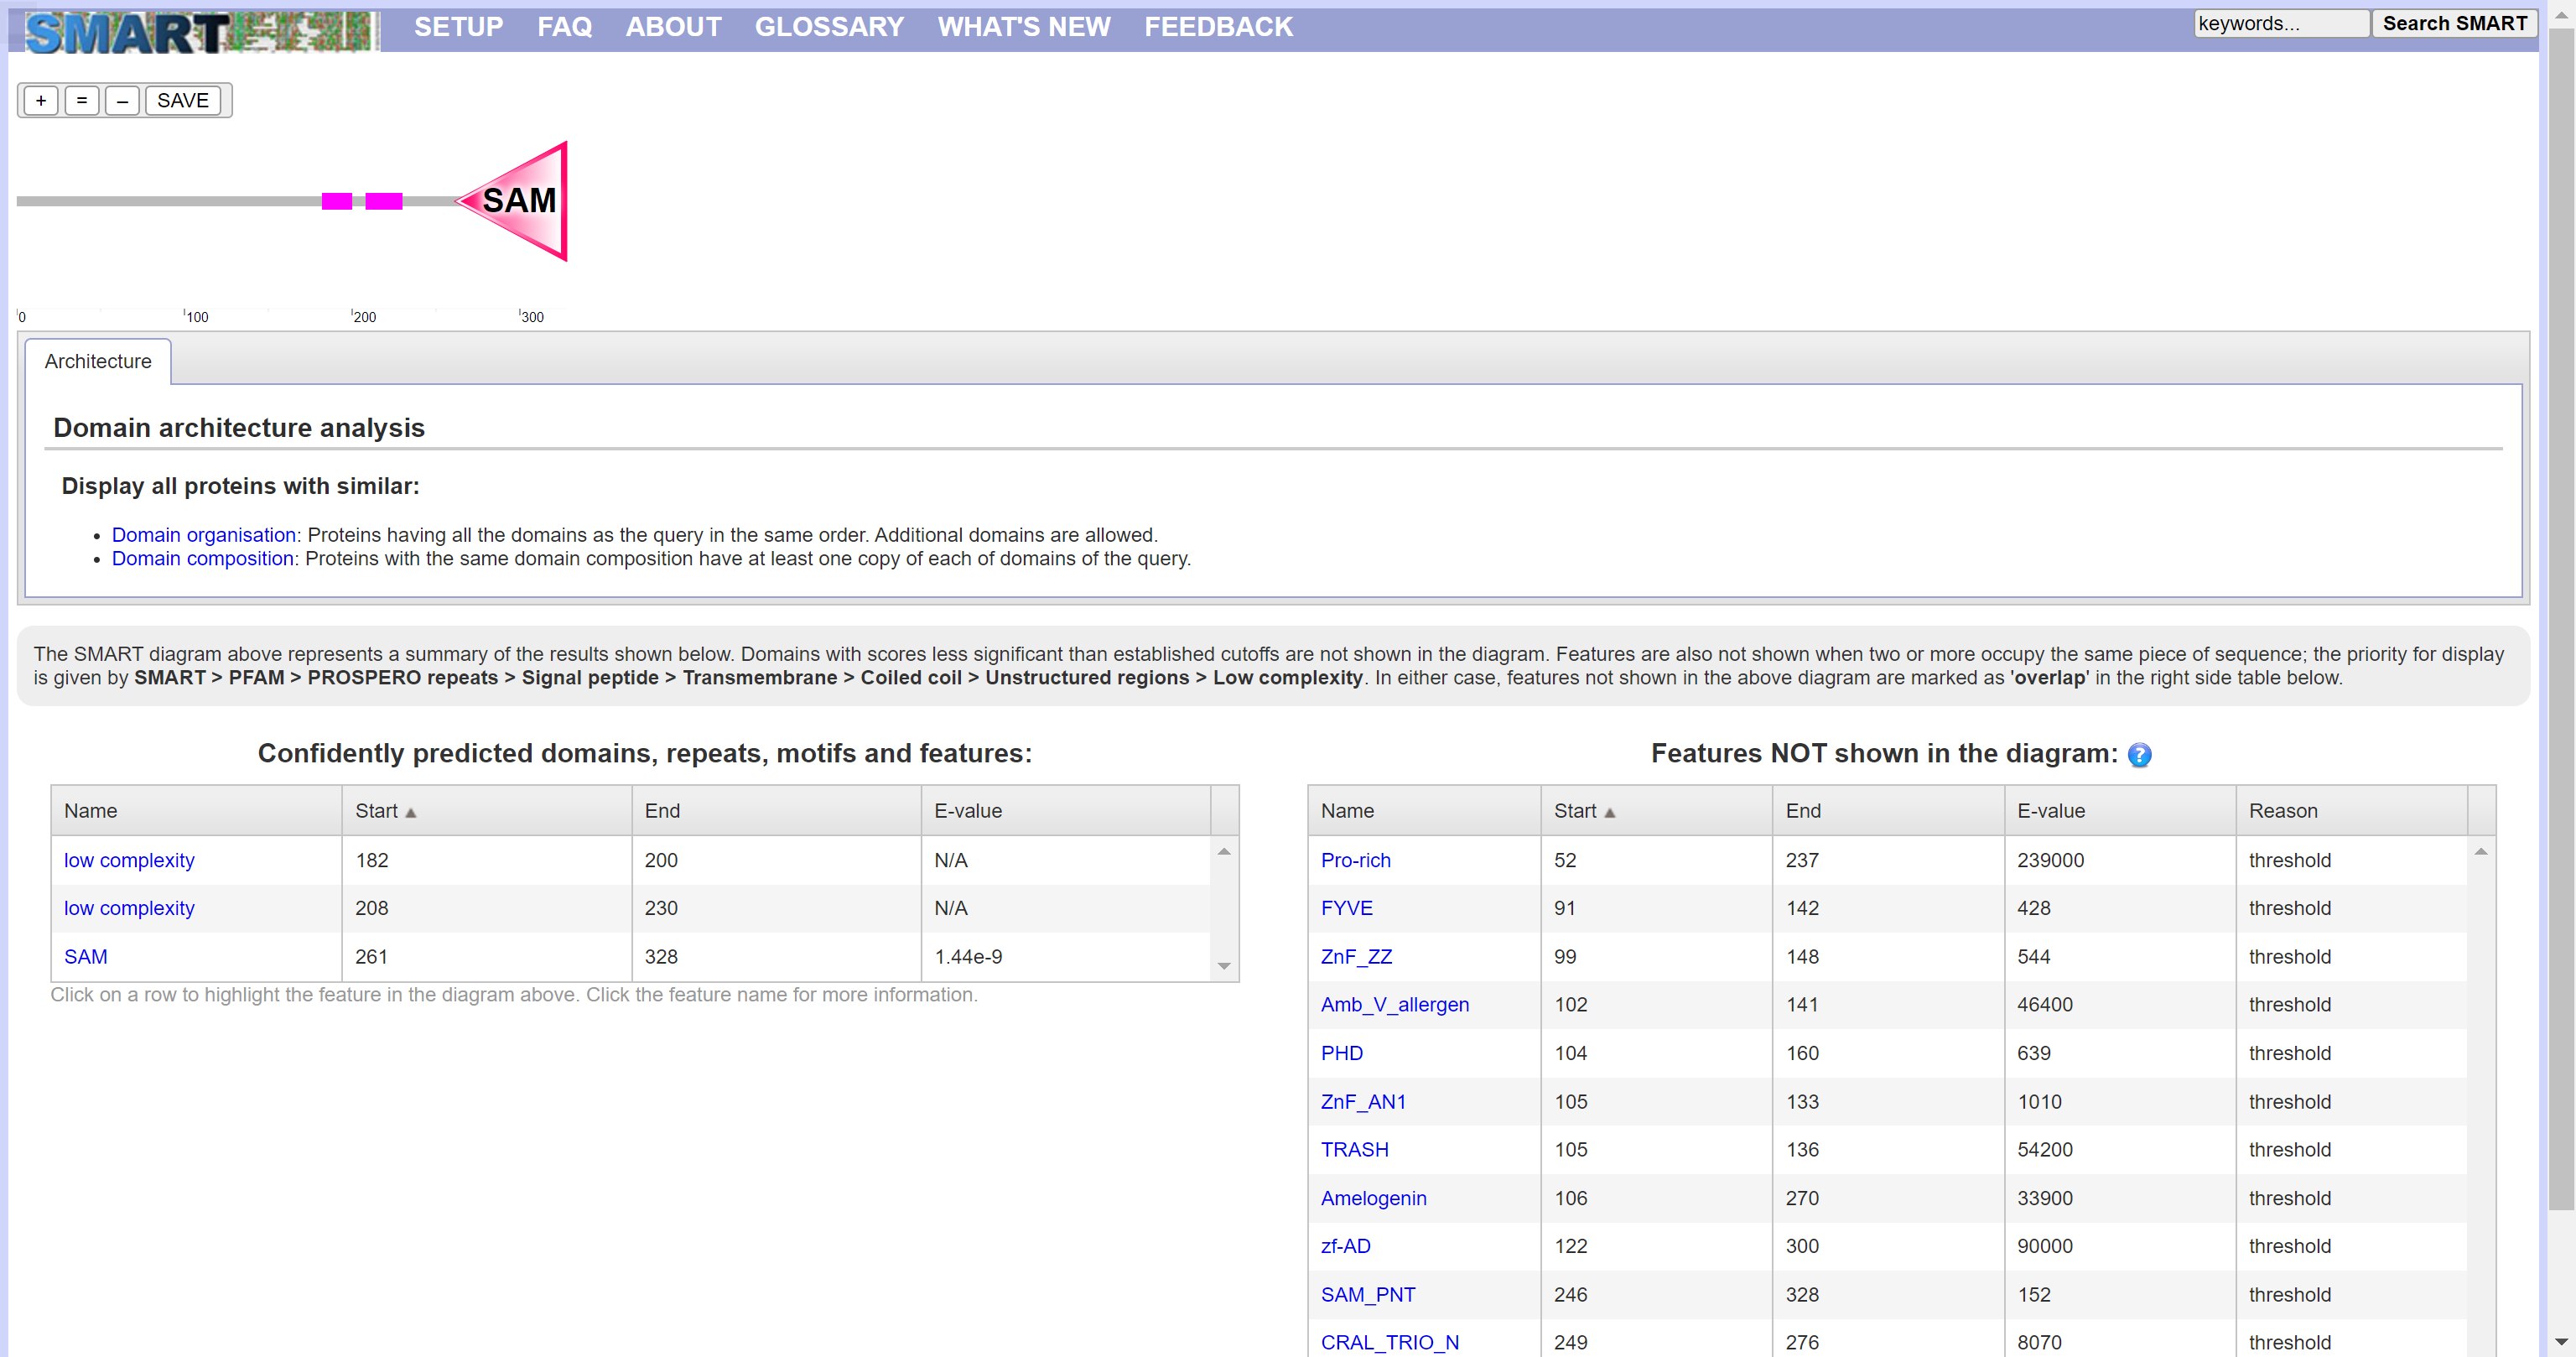 SMART SETUP FAQ ABOUT GLOSSARY WHAT'S NEW FEEDBACK keywords... Search SMART
+ = – SAVE
SAM
0 100 200 300
Architecture
Domain architecture analysis
Display all proteins with similar:
• Domain organisation: Proteins having all the domains as the query in the same order. Additional domains are allowed.
• Domain composition: Proteins with the same domain composition have at least one copy of each of domains of the query.
The SMART diagram above represents a summary of the results shown below. Domains with scores less significant than established cutoffs are not shown in the diagram. Features are also not shown when two or more occupy the same piece of sequence; the priority for display
is given by SMART > PFAM > PROSPERO repeats > Signal peptide > Transmembrane > Coiled coil > Unstructured regions > Low complexity. In either case, features not shown in the above diagram are marked as 'overlap' in the right side table below.
Confidently predicted domains, repeats, motifs and features:
Name Start End E-value
low complexity 182 200 N/A
low complexity 208 230 N/A
SAM 261 328 1.44e-9
Click on a row to highlight the feature in the diagram above. Click the feature name for more information.
Features NOT shown in the diagram: ?
Name Start End E-value Reason
Pro-rich 52 237 239000 threshold
FYVE 91 142 428 threshold
ZnF_ZZ 99 148 544 threshold
Amb_V_allergen 102 141 46400 threshold
PHD 104 160 639 threshold
ZnF_AN1 105 133 1010 threshold
TRASH 105 136 54200 threshold
Amelogenin 106 270 33900 threshold
zf-AD 122 300 90000 threshold
SAM_PNT 246 328 152 threshold
CRAL_TRIO_N 249 276 8070 threshold